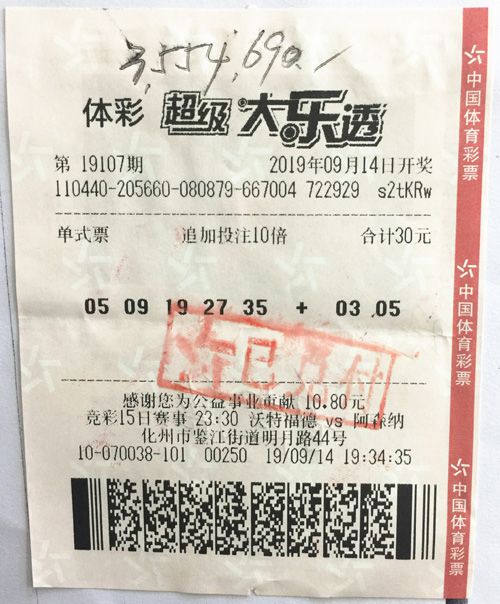 3,554,690.
体彩 超级大乐透
第 19107期 2019年09月14日开奖
110440-205660-080879-667004 722929 s2tKRw
单式票 追加投注10倍 合计30元
05 09 19 27 35 + 03 05
感谢您为公益事业贡献 10.80元
竞彩15日赛事 23:30 沃特福德 vs 阿森纳
化州市鉴江街道明月路44号
10-070038-101 00250 19/09/14 19:34:35
中国体育彩票
中国体育彩票
中国体育彩票